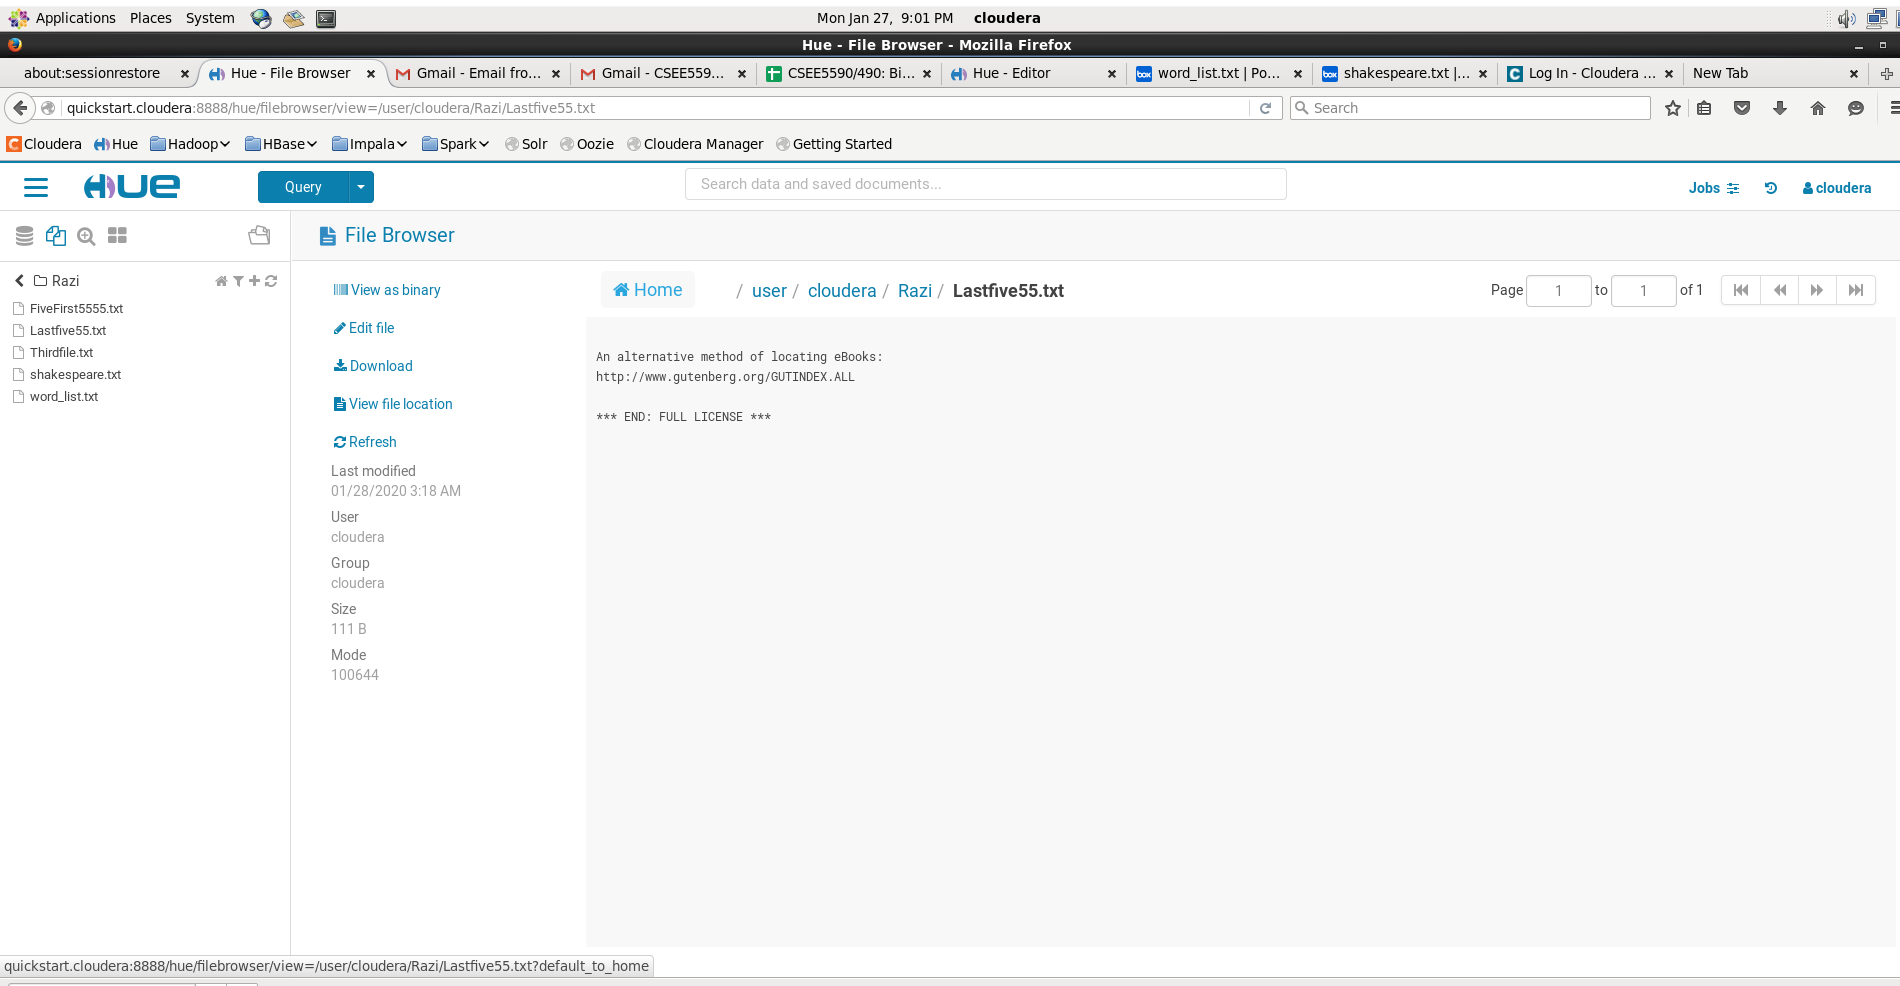 Applications Places System Mon Jan 27, 9:01 PM cloudera
Hue - File Browser - Mozilla Firefox
about:sessionrestore Hue - File Browser Gmail - Email fro... Gmail - CSEE559... CSEE5590/490: Bi... Hue - Editor word_list.txt | Po... shakespeare.txt |... Log In - Cloudera ... New Tab
quickstart.cloudera:8888/hue/filebrowser/view=/user/cloudera/Razi/Lastfive55.txt Search
Cloudera Hue Hadoop HBase Impala Spark Solr Oozie Cloudera Manager Getting Started
HUE Query Search data and saved documents... Jobs cloudera
File Browser
Razi
FiveFirst5555.txt
Lastfive55.txt
Thirdfile.txt
shakespeare.txt
word_list.txt
View as binary
Edit file
Download
View file location
Refresh
Last modified
01/28/2020 3:18 AM
User
cloudera
Group
cloudera
Size
111 B
Mode
100644
Home / user / cloudera / Razi / Lastfive55.txt Page 1 to 1 of 1
An alternative method of locating eBooks:
http://www.gutenberg.org/GUTINDEX.ALL
*** END: FULL LICENSE ***
quickstart.cloudera:8888/hue/filebrowser/view=/user/cloudera/Razi/Lastfive55.txt?default_to_home